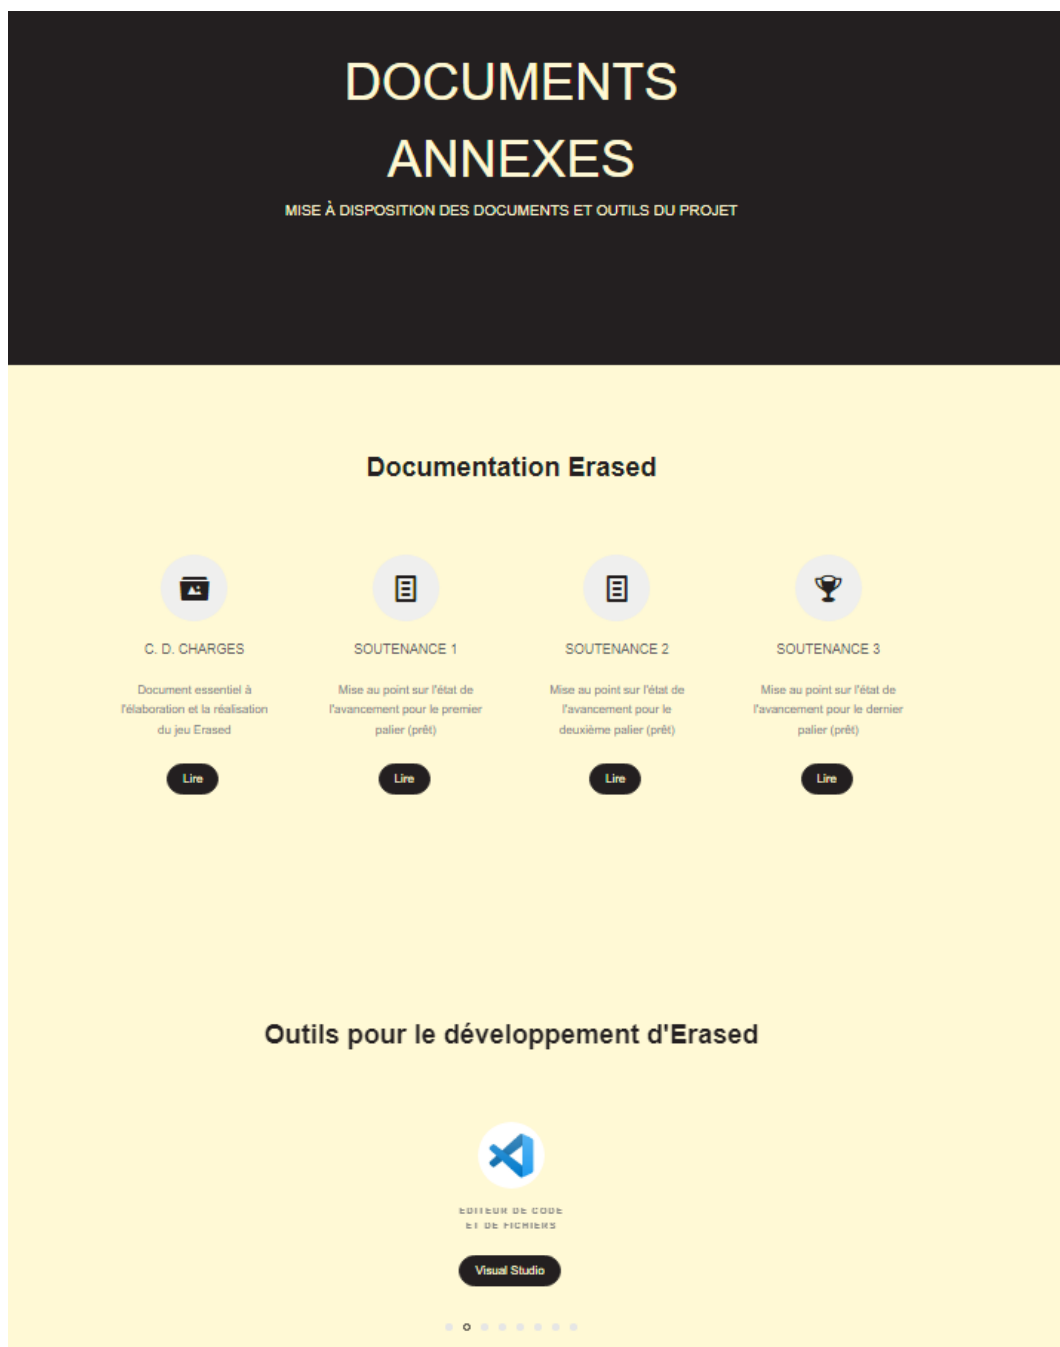 DOCUMENTS
ANNEXES
MISE À DISPOSITION DES DOCUMENTS ET OUTILS DU PROJET
Documentation Erased
C. D. CHARGES
Document essentiel à
l'élaboration et la réalisation
du jeu Erased
Lire
SOUTENANCE 1
Mise au point sur l'état de
l'avancement pour le premier
palier (prêt)
Lire
SOUTENANCE 2
Mise au point sur l'état de
l'avancement pour le
deuxième palier (prêt)
Lire
SOUTENANCE 3
Mise au point sur l'état de
l'avancement pour le dernier
palier (prêt)
Lire
Outils pour le développement d'Erased
EDITEUR DE CODE
ET DE FICHIERS
Visual Studio